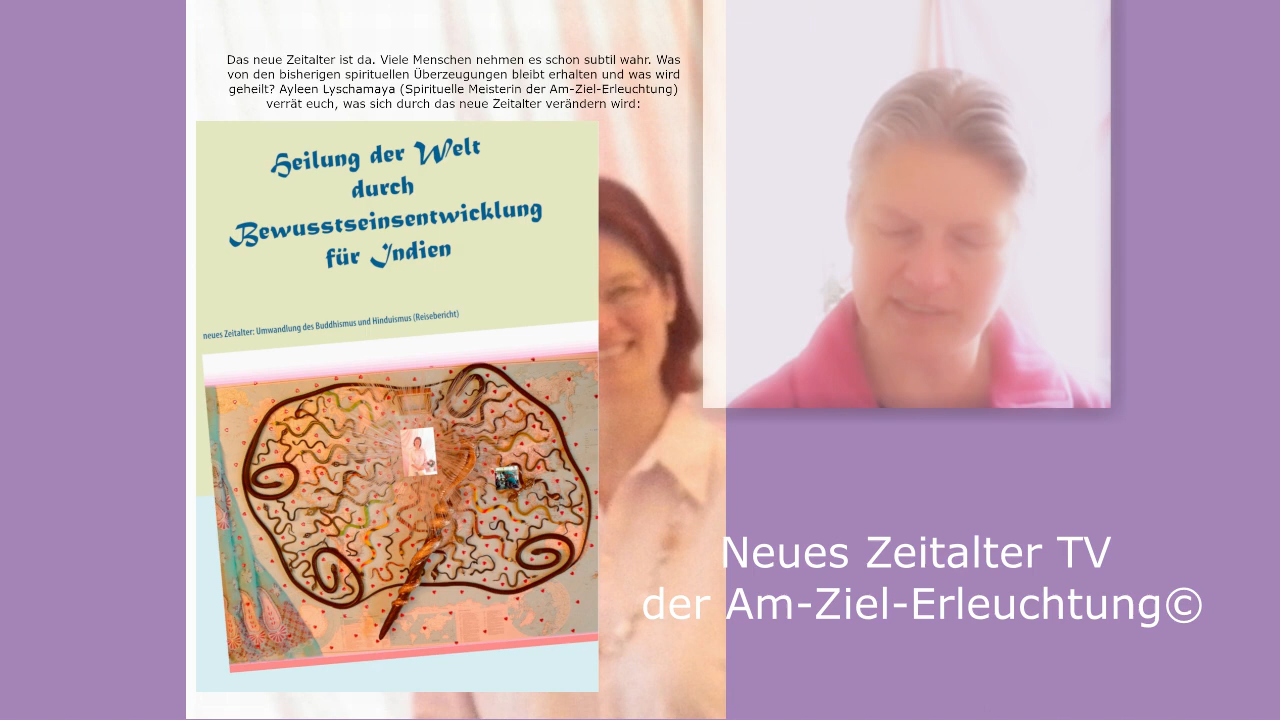 Das neue Zeitalter ist da. Viele Menschen nehmen es schon subtil wahr. Was
von den bisherigen spirituellen Überzeugungen bleibt erhalten und was wird
geheilt? Ayleen Lyschamaya (Spirituelle Meisterin der Am-Ziel-Erleuchtung)
verrät euch, was sich durch das neue Zeitalter verändern wird:
Heilung der Welt
durch
Bewusstseinsentwicklung
für Indien
neues Zeitalter: Umwandlung des Buddhismus und Hinduismus (Reisebericht)
Neues Zeitalter TV
der Am-Ziel-Erleuchtung©